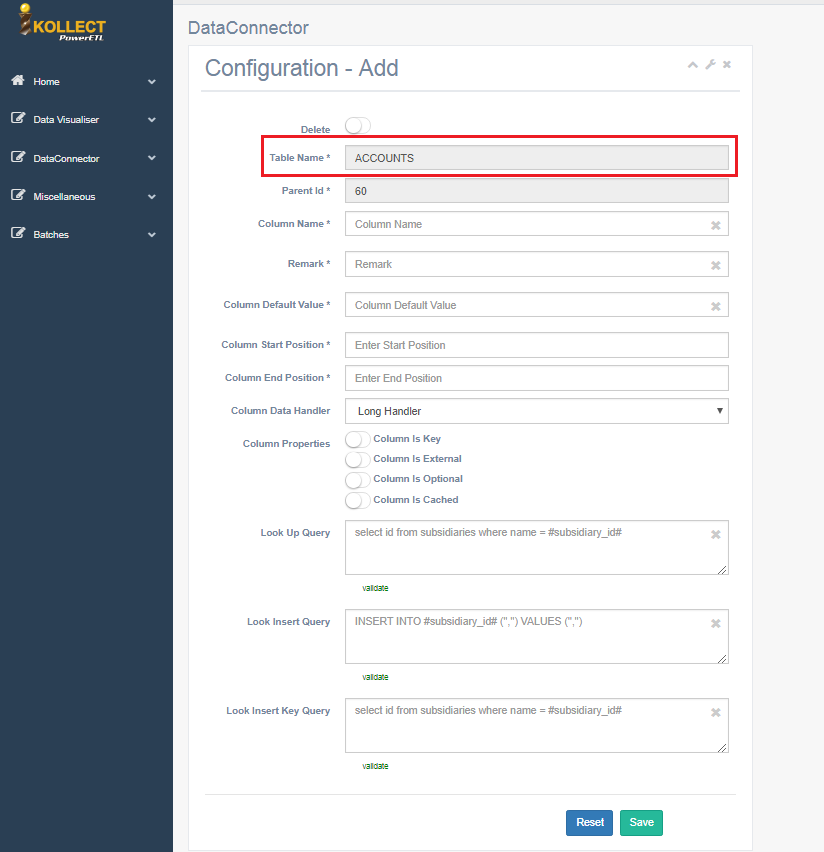 KOLLECT
PowerETL
Home
Data Visualiser
DataConnector
Miscellaneous
Batches
DataConnector
Configuration - Add
Delete
Table Name * ACCOUNTS
Parent Id * 60
Column Name * Column Name
Remark * Remark
Column Default Value * Column Default Value
Column Start Position * Enter Start Position
Column End Position * Enter End Position
Column Data Handler Long Handler
Column Properties Column Is Key
Column Is External
Column Is Optional
Column Is Cached
Look Up Query select id from subsidiaries where name = #subsidiary_id#
validate
Look Insert Query INSERT INTO #subsidiary_id# (",") VALUES (",")
validate
Look Insert Key Query select id from subsidiaries where name = #subsidiary_id#
validate
Reset Save